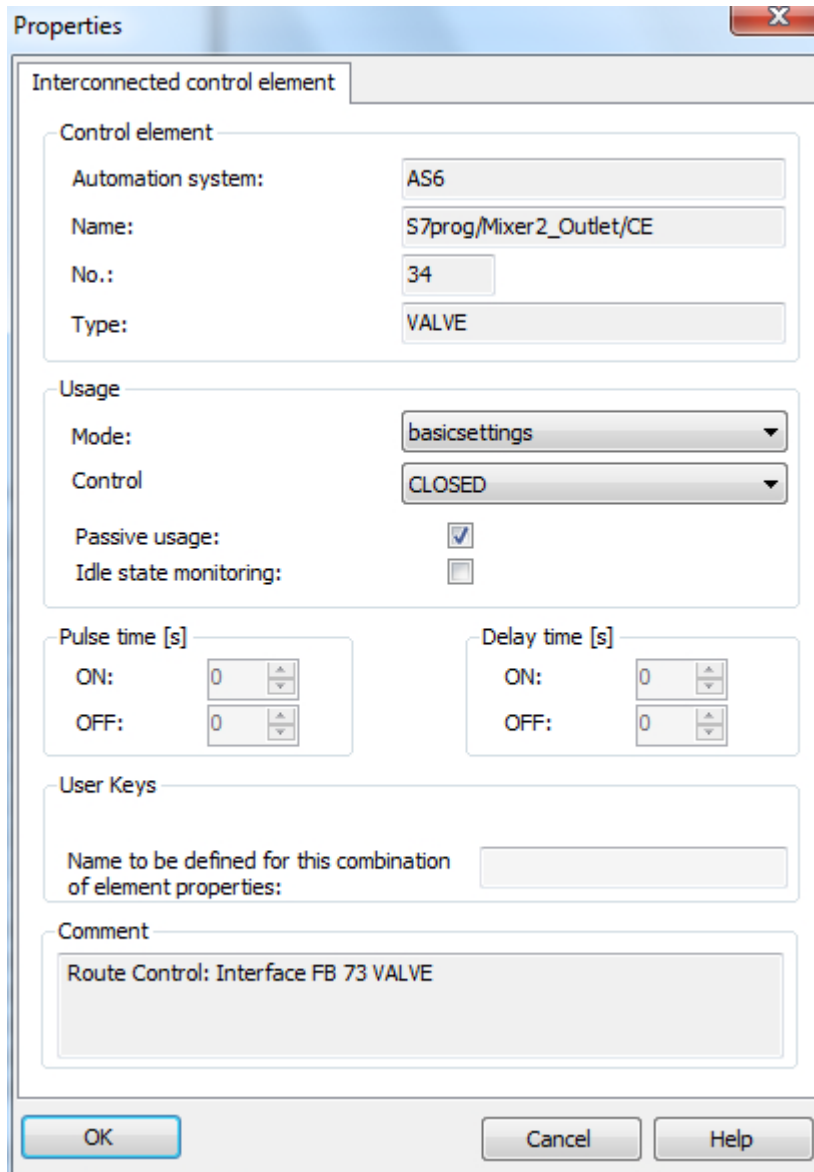 Properties
Interconnected control element
Control element
Automation system: AS6
Name: S7prog/Mixer2_Outlet/CE
No.: 34
Type: VALVE
Usage
Mode: basicsettings
Control CLOSED
Passive usage:
Idle state monitoring:
Pulse time [s] Delay time [s]
ON: 0 ON: 0
OFF: 0 OFF: 0
User Keys
Name to be defined for this combination
of element properties:
Comment
Route Control: Interface FB 73 VALVE
OK Cancel Help